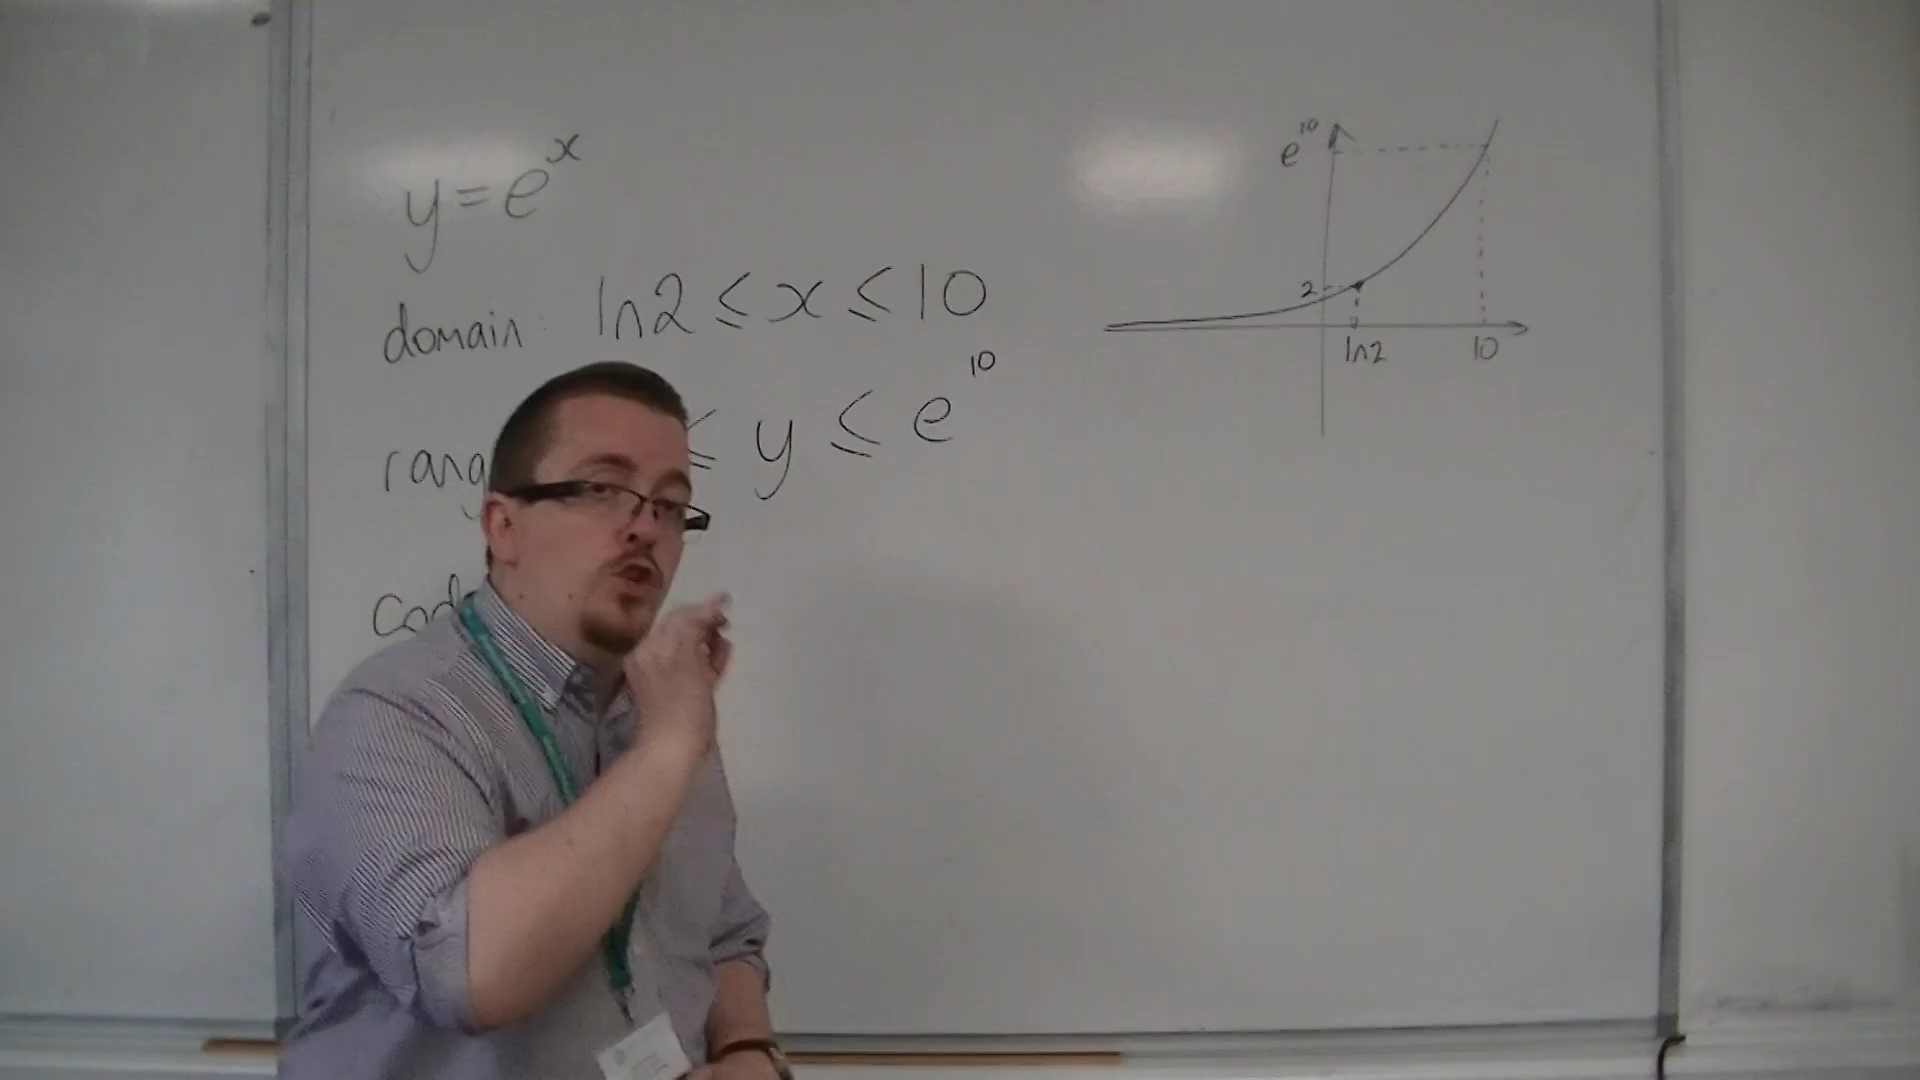 y = e^x
domain: ln2 ≤ x ≤ 10
≤ y ≤ e^10
e^10
2
ln2
10